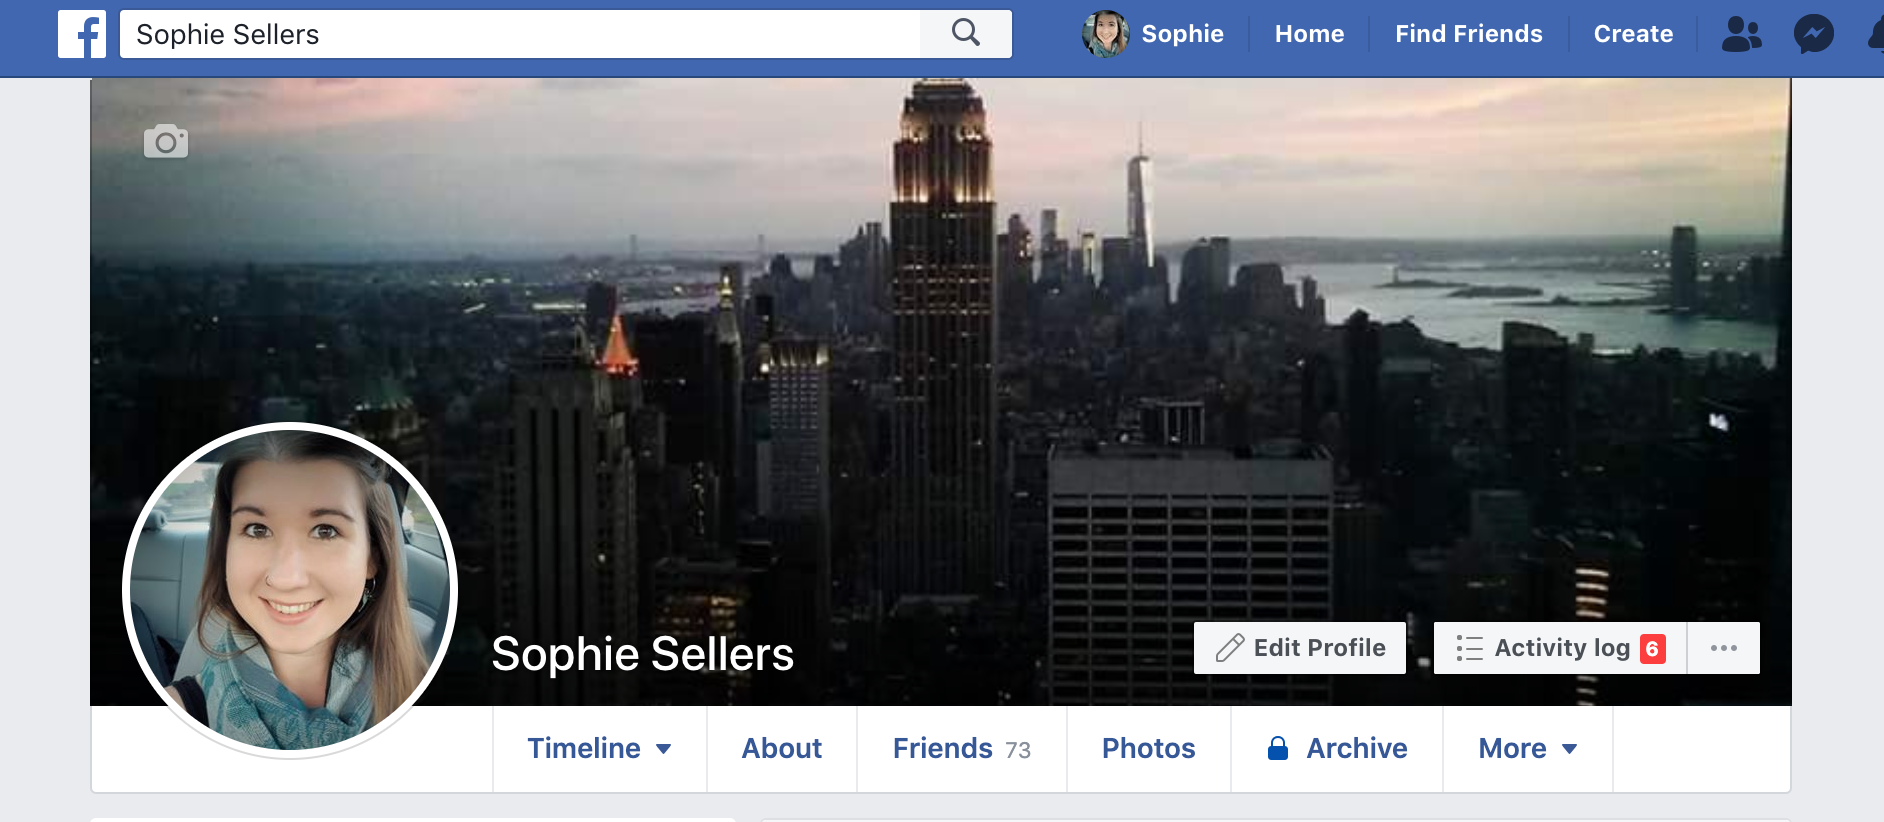 f
Sophie Sellers
Sophie
Home
Find Friends
Create
Sophie Sellers
Edit Profile
Activity log 6
Timeline
About
Friends 73
Photos
Archive
More